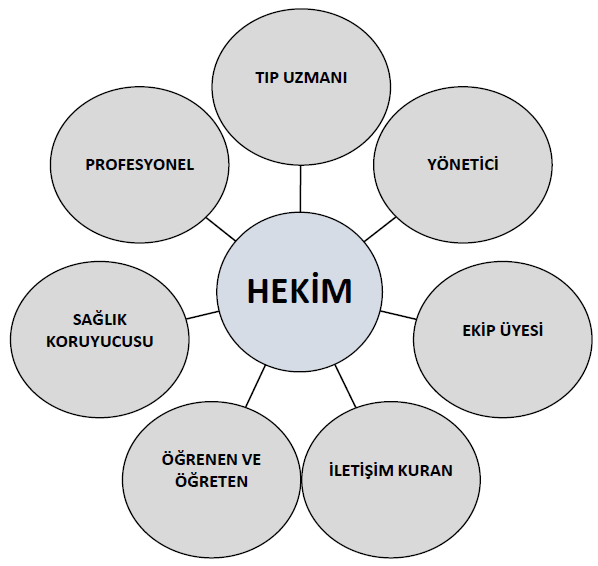 TIP UZMANI
PROFESYONEL
YÖNETİCİ
HEKİM
SAĞLIK
KORUYUCUSU
EKİP ÜYESİ
ÖĞRENEN VE
ÖĞRETEN
İLETİŞİM KURAN